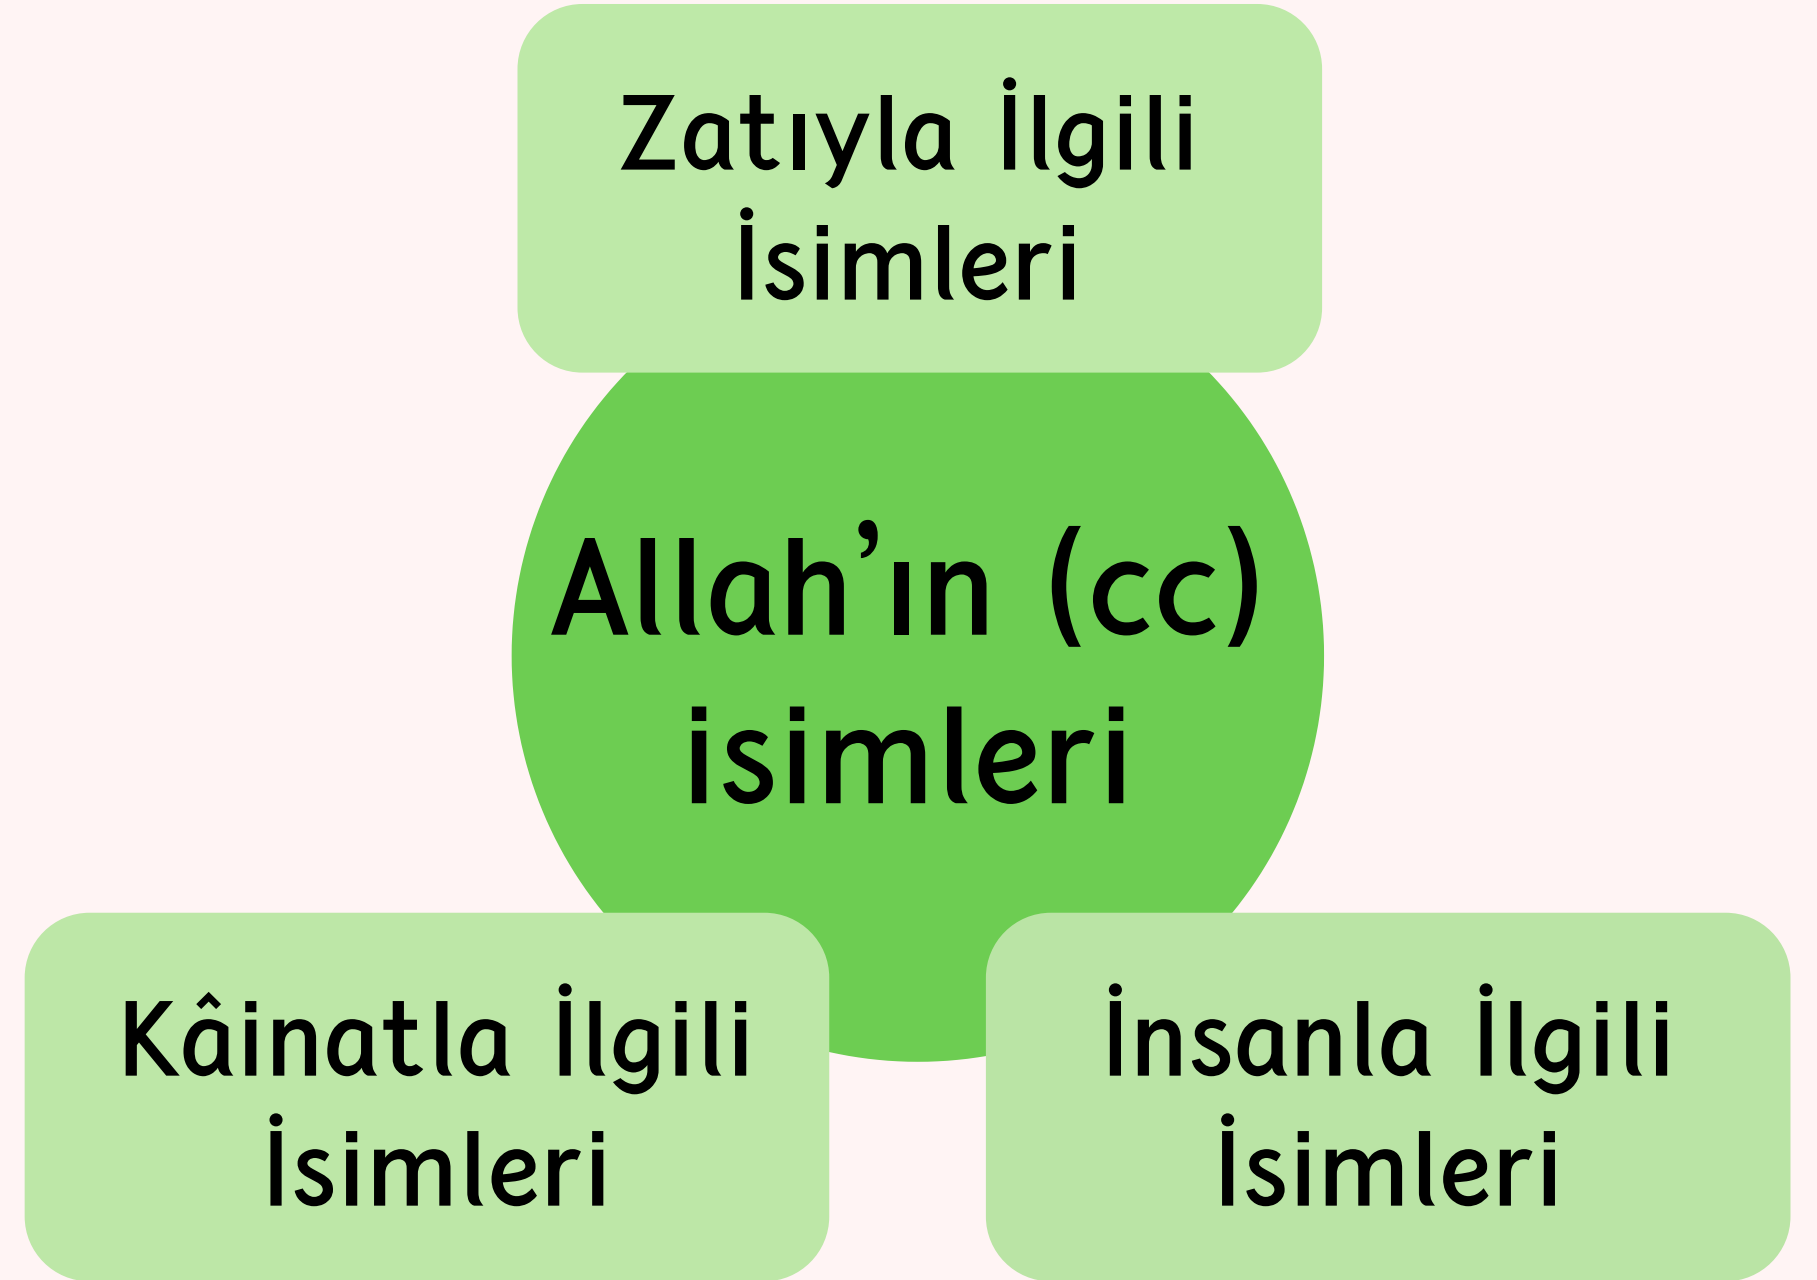 Zatıyla İlgili
İsimleri
Allah’ın (cc)
isimleri
Kâinatla İlgili
İsimleri
İnsanla İlgili
İsimleri